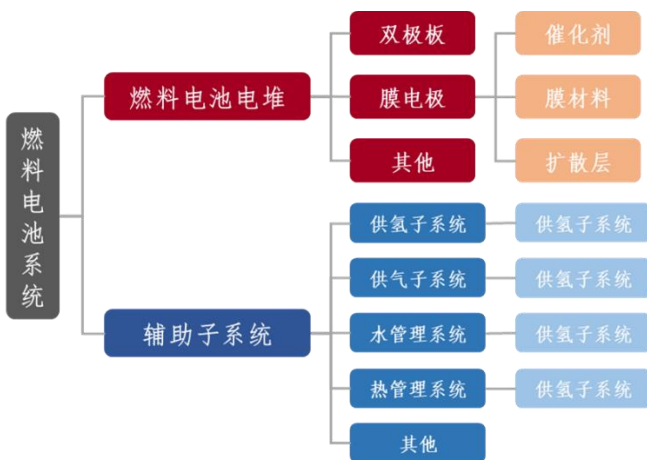 燃料电池系统
燃料电池电堆
双极板
膜电极
其他
催化剂
膜材料
扩散层
辅助子系统
供氢子系统
供氢子系统
供气子系统
供氢子系统
水管理系统
供氢子系统
热管理系统
供氢子系统
其他